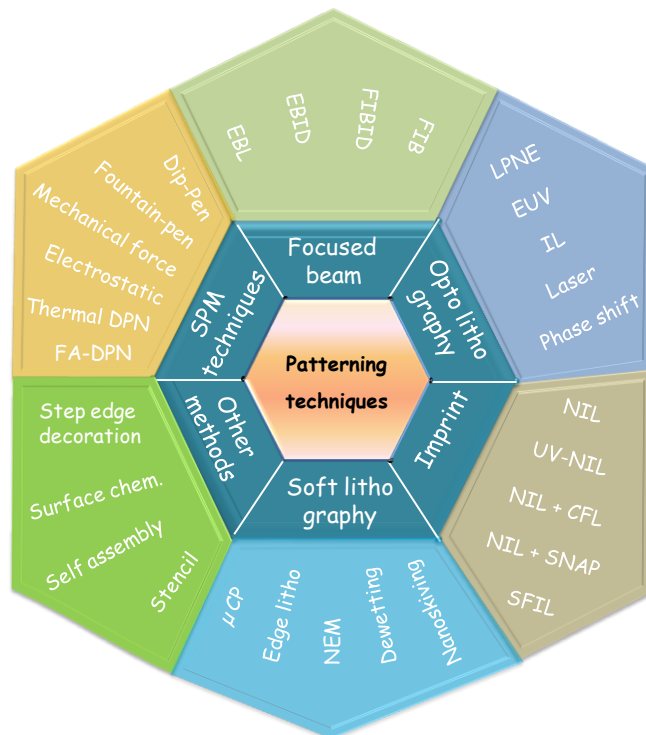 Patterning
techniques
Focused
beam
EBL
EBID
FIBID
FIB
Opto litho
graphy
LPNE
EUV
IL
Laser
Phase shift
Imprint
NIL
UV-NIL
NIL + CFL
NIL + SNAP
SFIL
Soft litho
graphy
μCP
Edge litho
NEM
Dewetting
Nanoskiving
Other
methods
Step edge
decoration
Surface chem.
Self assembly
Stencil
SPM
techniques
Dip-Pen
Fountain-pen
Mechanical force
Electrostatic
Thermal DPN
FA-DPN